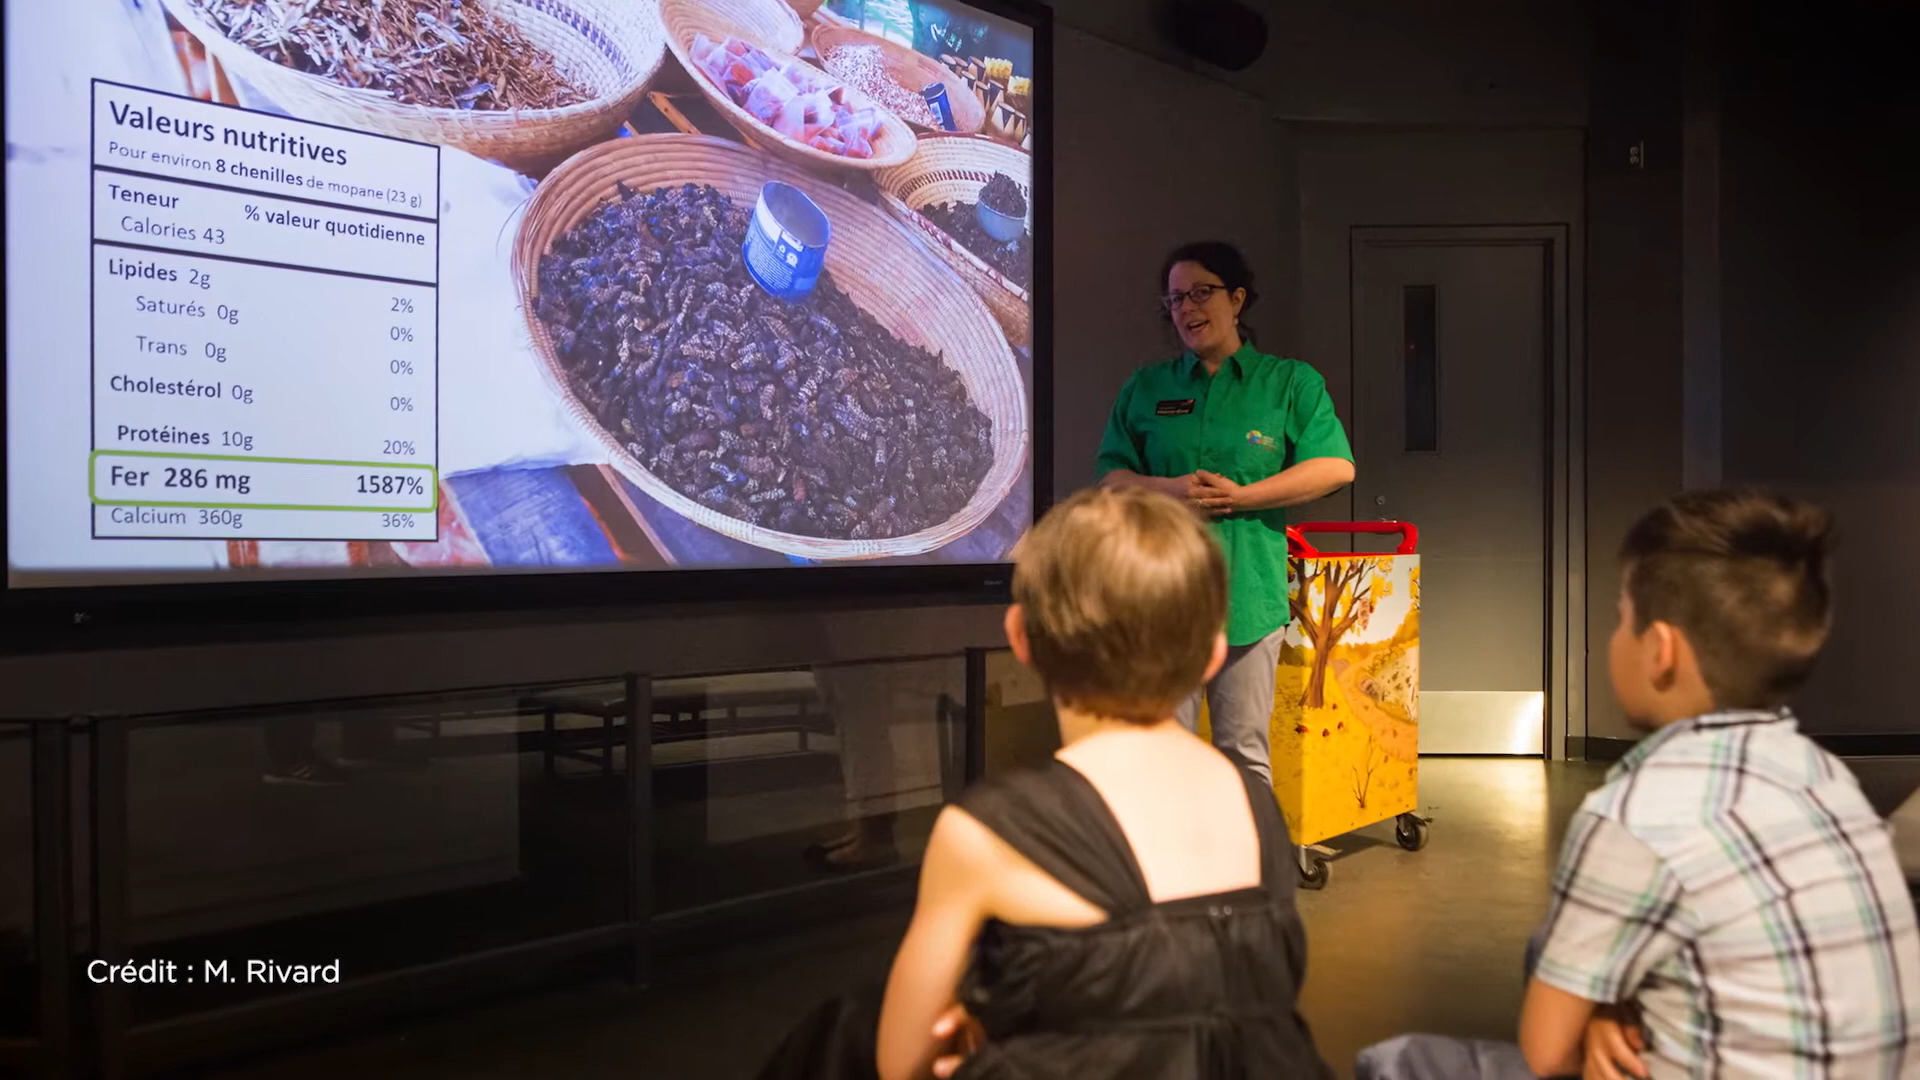 Valeurs nutritives
Pour environ 8 chenilles de mopane (23 g)
Teneur
% valeur quotidienne
Calories 43
Lipides 2g
2%
Saturés 0g
0%
Trans 0g
0%
Cholestérol 0g
0%
Protéines 10g
20%
Fer 286 mg
1587%
Calcium 360g
36%
Crédit : M. Rivard